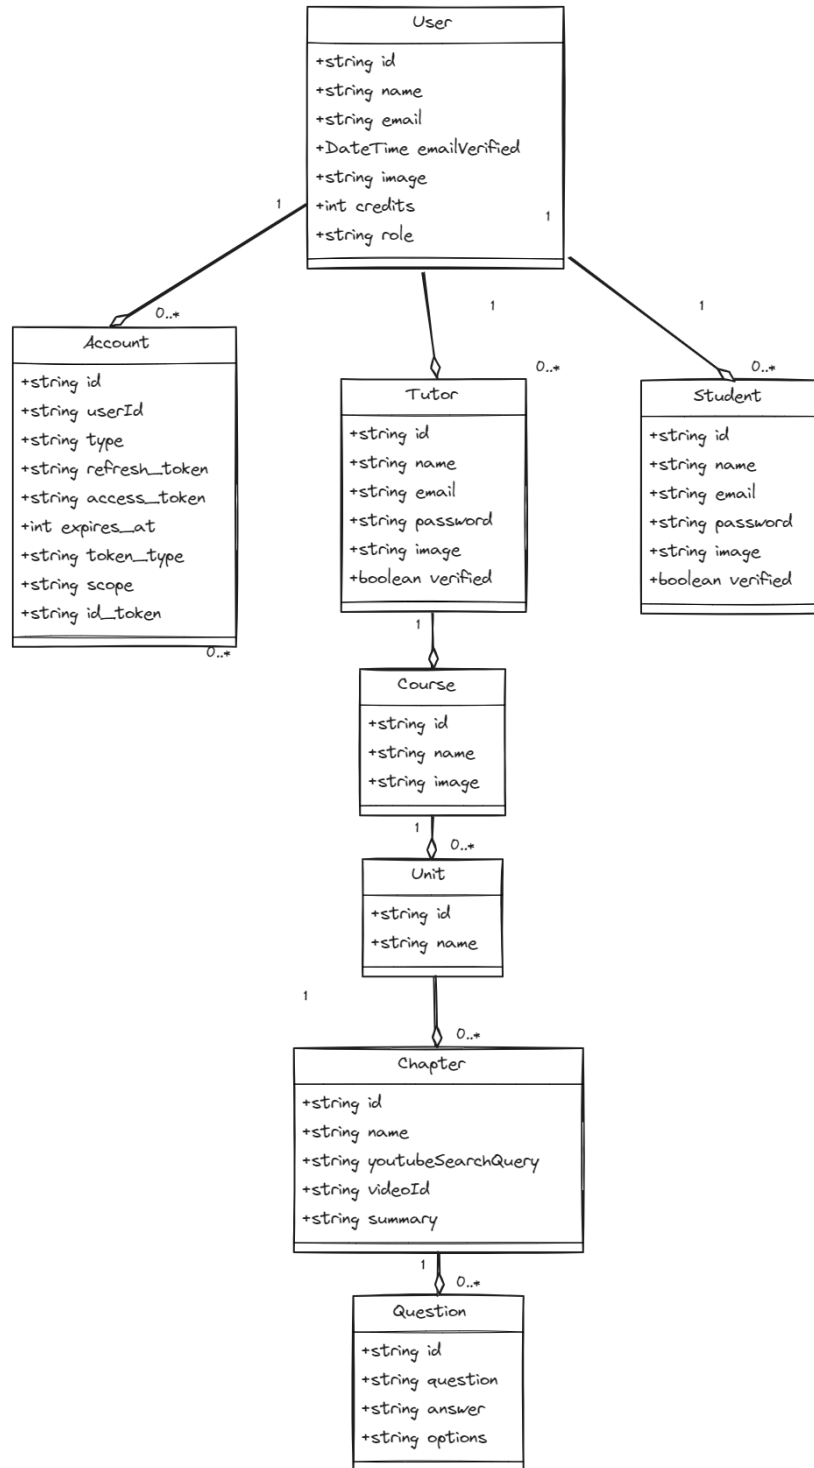 User
+string id
+string name
+string email
+DateTime emailVerified
+string image
+int credits
+string role
1
1
0..*
1
0..*
1
0..*
Account
+string id
+string userId
+string type
+string refresh_token
+string access_token
+int expires_at
+string token_type
+string scope
+string id_token
0..*
Tutor
+string id
+string name
+string email
+string password
+string image
+boolean verified
Student
+string id
+string name
+string email
+string password
+string image
+boolean verified
1
Course
+string id
+string name
+string image
1
0..*
Unit
+string id
+string name
1
0..*
Chapter
+string id
+string name
+string youtubeSearchQuery
+string videoId
+string summary
1
0..*
Question
+string id
+string question
+string answer
+string options